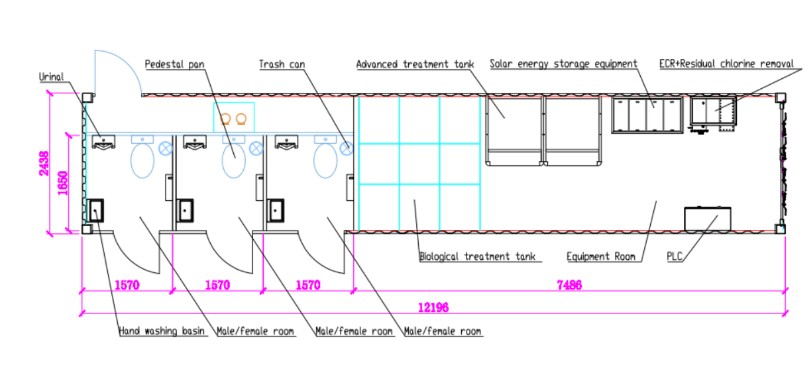 Urinal
Pedestal pan
Trash can
Advanced treatment tank
Solar energy storage equipment
ECR+Residual chlorine removal
2438
1650
Biological treatment tank
Equipment Room
PLC
1570
1570
1570
7486
12196
Hand washing basin
Male/female room
Male/female room
Male/female room